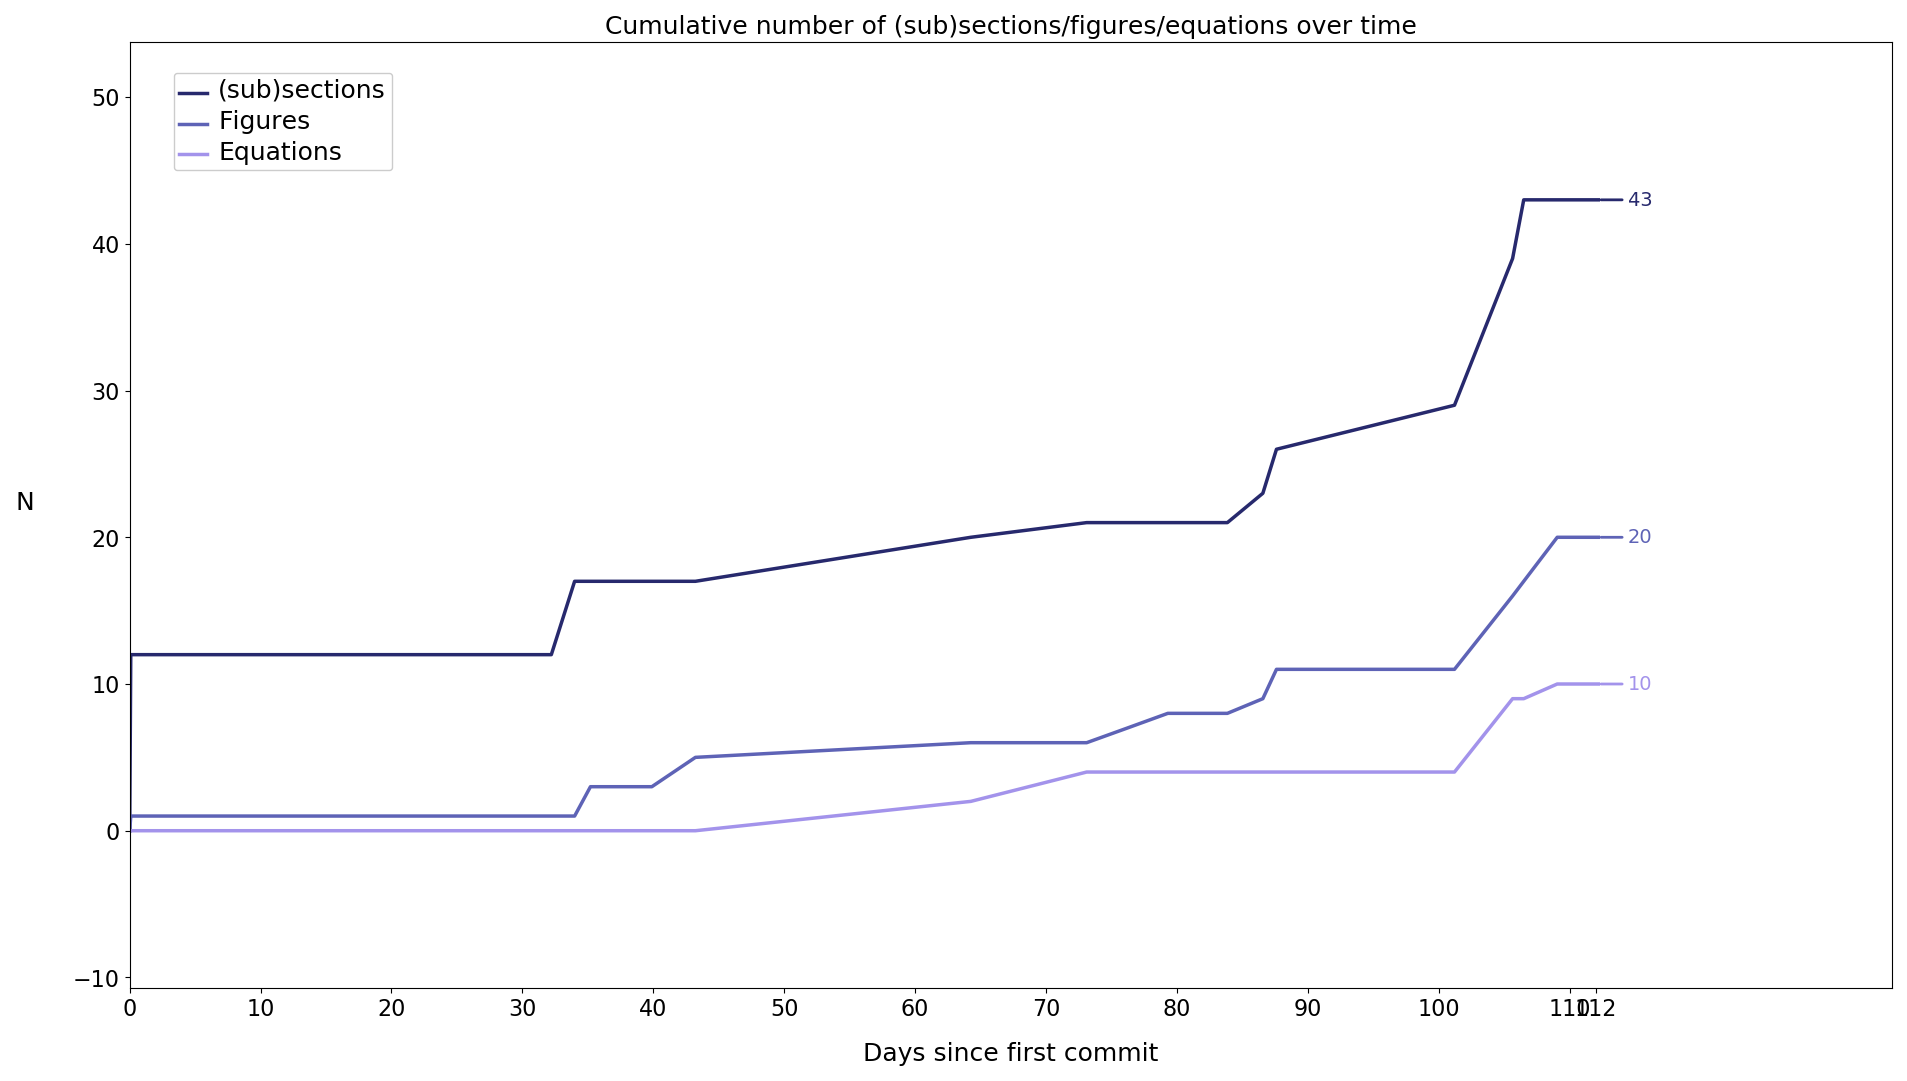 Cumulative number of (sub)sections/figures/equations over time
(sub)sections
Figures
Equations
50
40
30
20
10
0
−10
N
43
20
10
0 10 20 30 40 50 60 70 80 90 100 110 112
Days since first commit